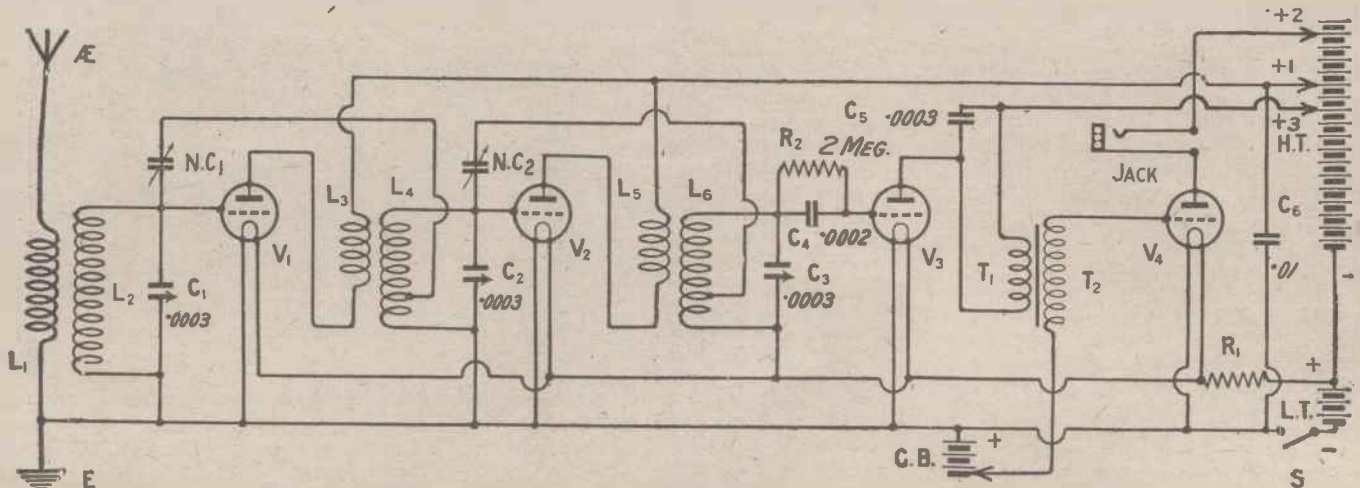 Æ
+2
+1
C5 .0003
+3
H.T.
N.C1
N.C2
R2 2 MEG.
JACK
L3
L4
L5
L6
V1
V2
C4 .0002
V3
V4
C6
.01
L2
C1
.0003
C2
.0003
C3
.0003
T1
T2
L1
R1
+
L.T.
G.B.
+
-
-
E
S